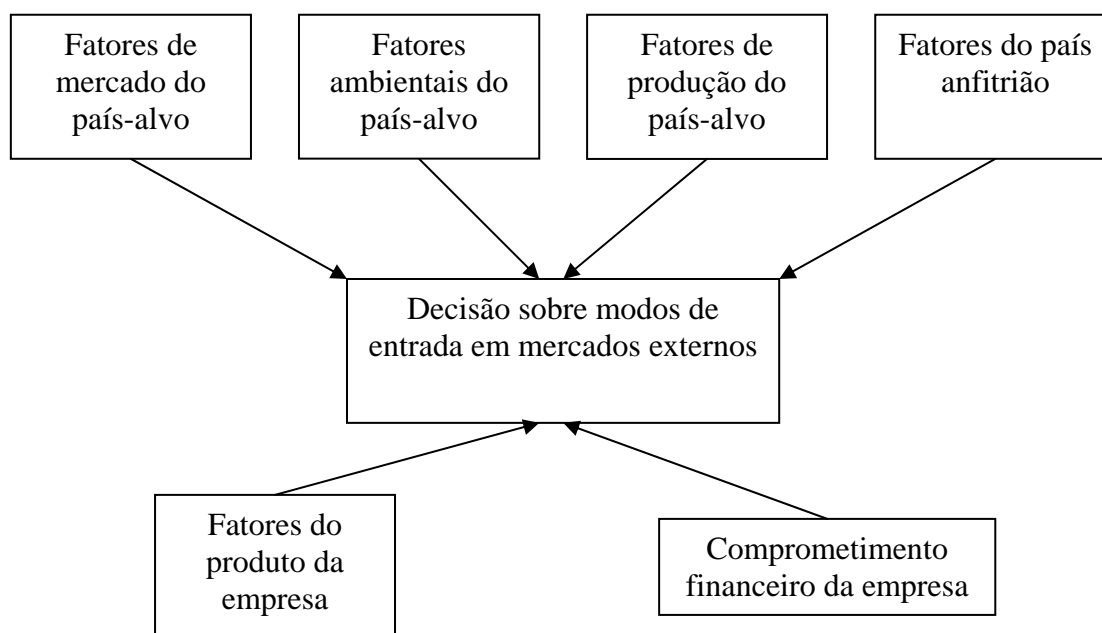 Fatores de
mercado do
país-alvo
Fatores
ambientais do
país-alvo
Fatores de
produção do
país-alvo
Fatores do país
anfitrião
Decisão sobre modos de
entrada em mercados externos
Fatores do
produto da
empresa
Comprometimento
financeiro da empresa